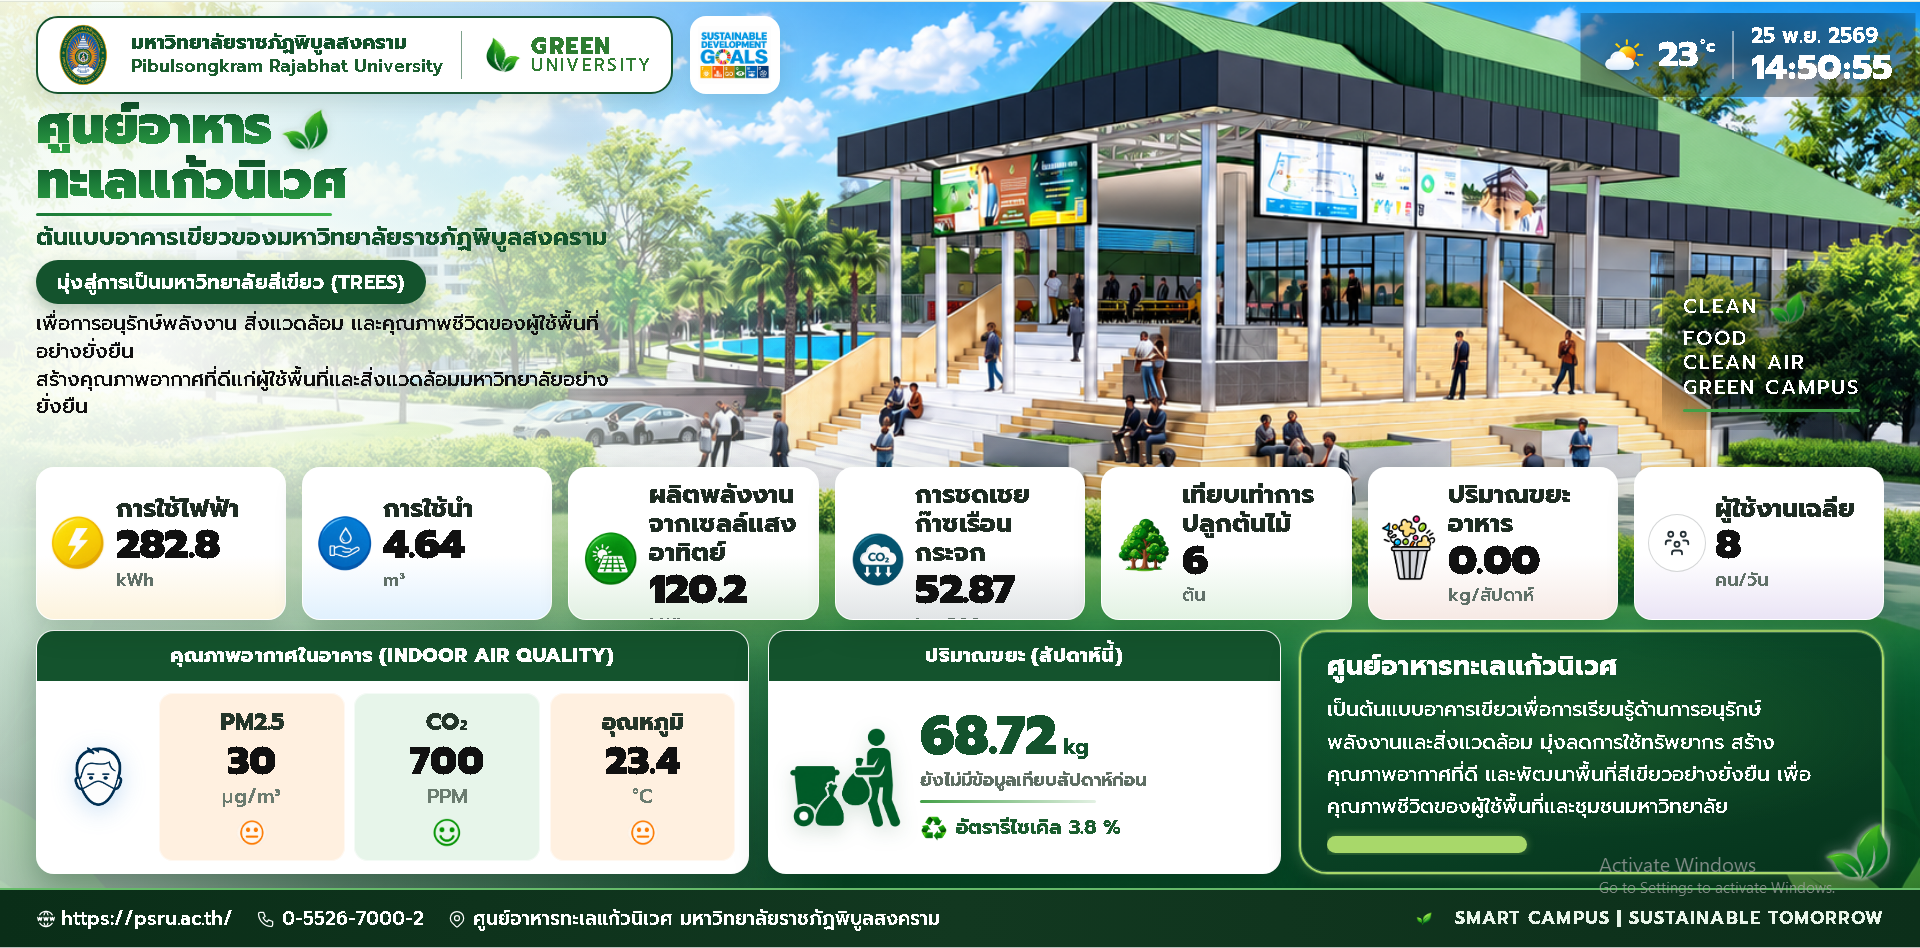 มหาวิทยาลัยราชภัฏพิบูลสงคราม
Pibulsongkram Rajabhat University
GREEN
UNIVERSITY
SUSTAINABLE
DEVELOPMENT
GOALS
23°C
25 พ.ย. 2569
14:50:55
ศูนย์อาหาร
ทะเลแก้วนิเวศ
ต้นแบบอาคารเขียวของมหาวิทยาลัยราชภัฏพิบูลสงคราม
มุ่งสู่การเป็นมหาวิทยาลัยสีเขียว (TREES)
เพื่อการอนุรักษ์พลังงาน สิ่งแวดล้อม และคุณภาพชีวิตของผู้ใช้พื้นที่
อย่างยั่งยืน
สร้างคุณภาพอากาศที่ดีแก่ผู้ใช้พื้นที่และสิ่งแวดล้อมมหาวิทยาลัยอย่าง
ยั่งยืน
CLEAN
FOOD
CLEAN AIR
GREEN CAMPUS
การใช้ไฟฟ้า
282.8
kWh
การใช้น้ำ
4.64
m³
ผลิตพลังงาน
จากเซลล์แสง
อาทิตย์
120.2
CO₂
การชดเชย
ก๊าซเรือน
กระจก
52.87
เทียบเท่าการ
ปลูกต้นไม้
6
ต้น
ปริมาณขยะ
อาหาร
0.00
kg/สัปดาห์
ผู้ใช้งานเฉลี่ย
8
คน/วัน
คุณภาพอากาศในอาคาร (INDOOR AIR QUALITY)
PM2.5
30
µg/m³
CO₂
700
PPM
อุณหภูมิ
23.4
°C
ปริมาณขยะ (สัปดาห์นี้)
68.72 kg
ยังไม่มีข้อมูลเทียบสัปดาห์ก่อน
อัตรารีไซเคิล 3.8 %
ศูนย์อาหารทะเลแก้วนิเวศ
เป็นต้นแบบอาคารเขียวเพื่อการเรียนรู้ด้านการอนุรักษ์
พลังงานและสิ่งแวดล้อม มุ่งลดการใช้ทรัพยากร สร้าง
คุณภาพอากาศที่ดี และพัฒนาพื้นที่สีเขียวอย่างยั่งยืน เพื่อ
คุณภาพชีวิตของผู้ใช้พื้นที่และชุมชนมหาวิทยาลัย
Activate Windows
Go to Settings to activate Windows.
https://psru.ac.th/
0-5526-7000-2
ศูนย์อาหารทะเลแก้วนิเวศ มหาวิทยาลัยราชภัฏพิบูลสงคราม
SMART CAMPUS | SUSTAINABLE TOMORROW